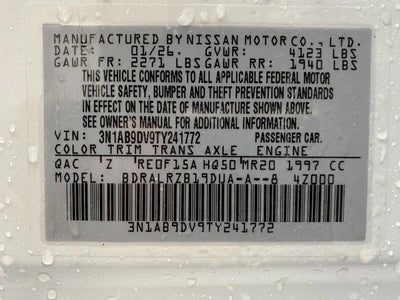 MANUFACTURED BY NISSAN MOTOR CO., LTD.
DATE: 01/26. GVWR: 4123 LBS
GAWR FR: 2271 LBS GAWR RR: 1940 LBS
THIS VEHICLE CONFORMS TO ALL APPLICABLE FEDERAL MOTOR
VEHICLE SAFETY, BUMPER AND THEFT PREVENTION STANDARDS
IN EFFECT ON THE DATE OF MANUFACTURE SHOWN ABOVE.
SEE OWNER'S MANUAL FOR ADDITIONAL INFORMATION.
VIN: 3N1AB9DV9TY241772 PASSENGER CAR.
COLOR TRIM TRANS AXLE ENGINE
QAC Z RE0F15A HQ50 MR20 1997 CC
MODEL: BDRALRZB19DUA-A--8 4Z000
3N1AB9DV9TY241772